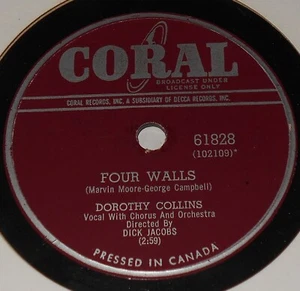 CORAL
BROADCAST UNDER
LICENSE ONLY
CORAL RECORDS, INC. A SUBSIDIARY OF DECCA RECORDS, INC.
61828
(102109)*
FOUR WALLS
(Marvin Moore-George Campbell)
DOROTHY COLLINS
Vocal With Chorus And Orchestra
Directed By
DICK JACOBS
(2:59)
PRESSED IN CANADA